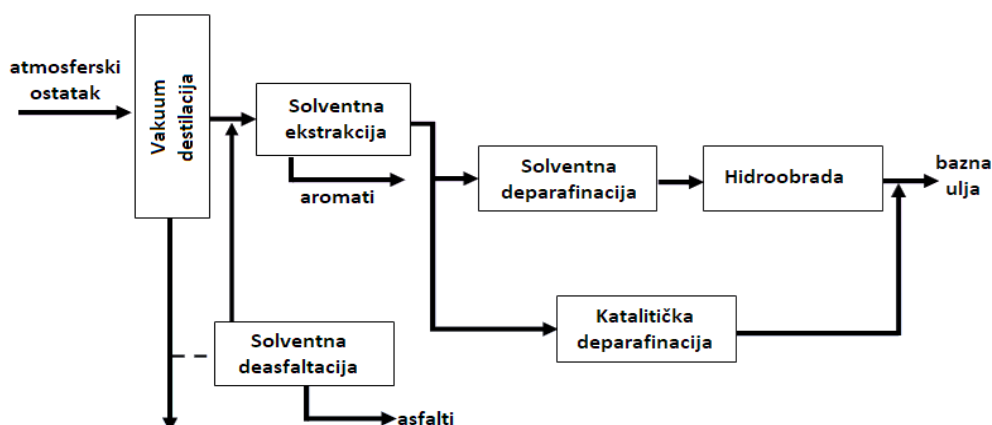 atmosferski
ostatak
Vakuum
destilacija
Solventna
ekstrakcija
aromati
Solventna
deparafinacija
Hidroobrada
bazna
ulja
Katalitička
deparafinacija
Solventna
deasfaltacija
asfalti